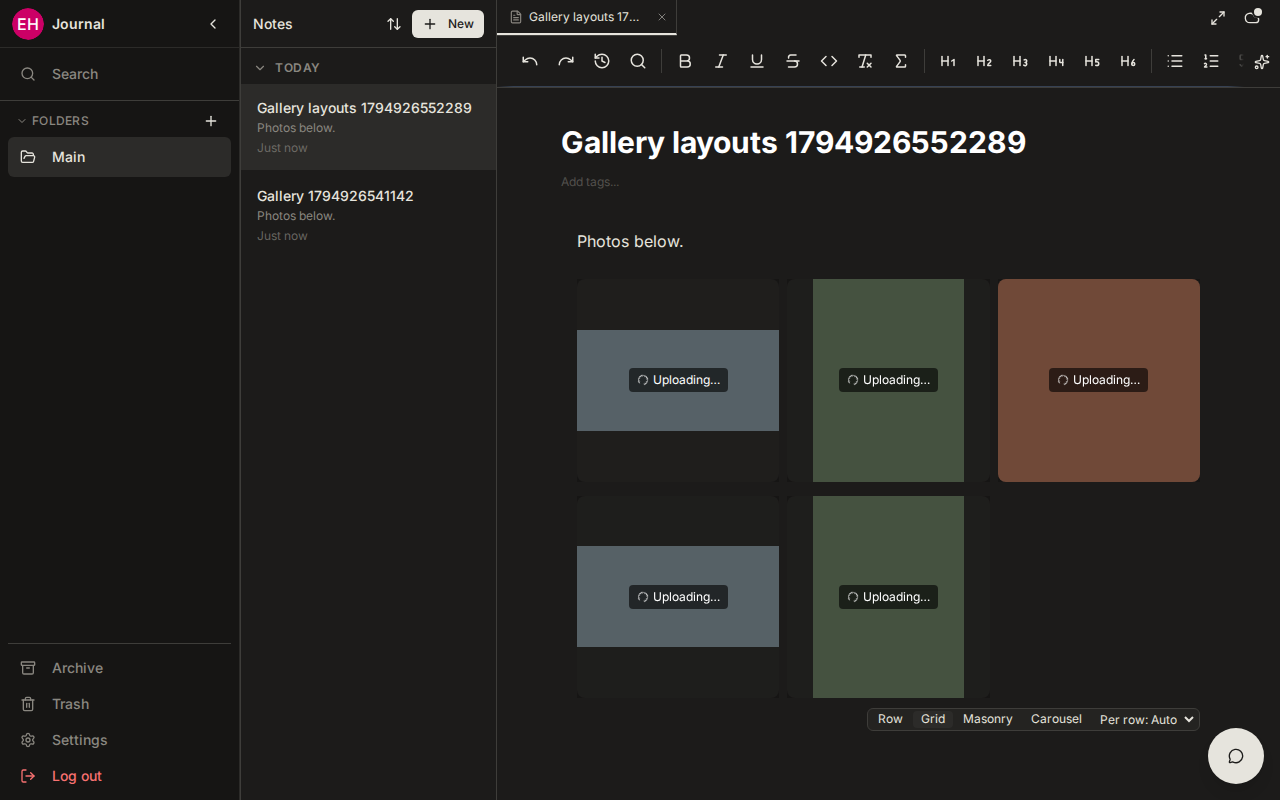 EH Journal
Search
FOLDERS
Main
Archive
Trash
Settings
Log out
Notes
New
TODAY
Gallery layouts 1794926552289
Photos below.
Just now
Gallery 1794926541142
Photos below.
Just now
Gallery layouts 17...
H1 H2 H3 H4 H5 H6
Gallery layouts 1794926552289
Add tags...
Photos below.
Uploading... Uploading... Uploading...
Uploading... Uploading...
Row Grid Masonry Carousel Per row: Auto